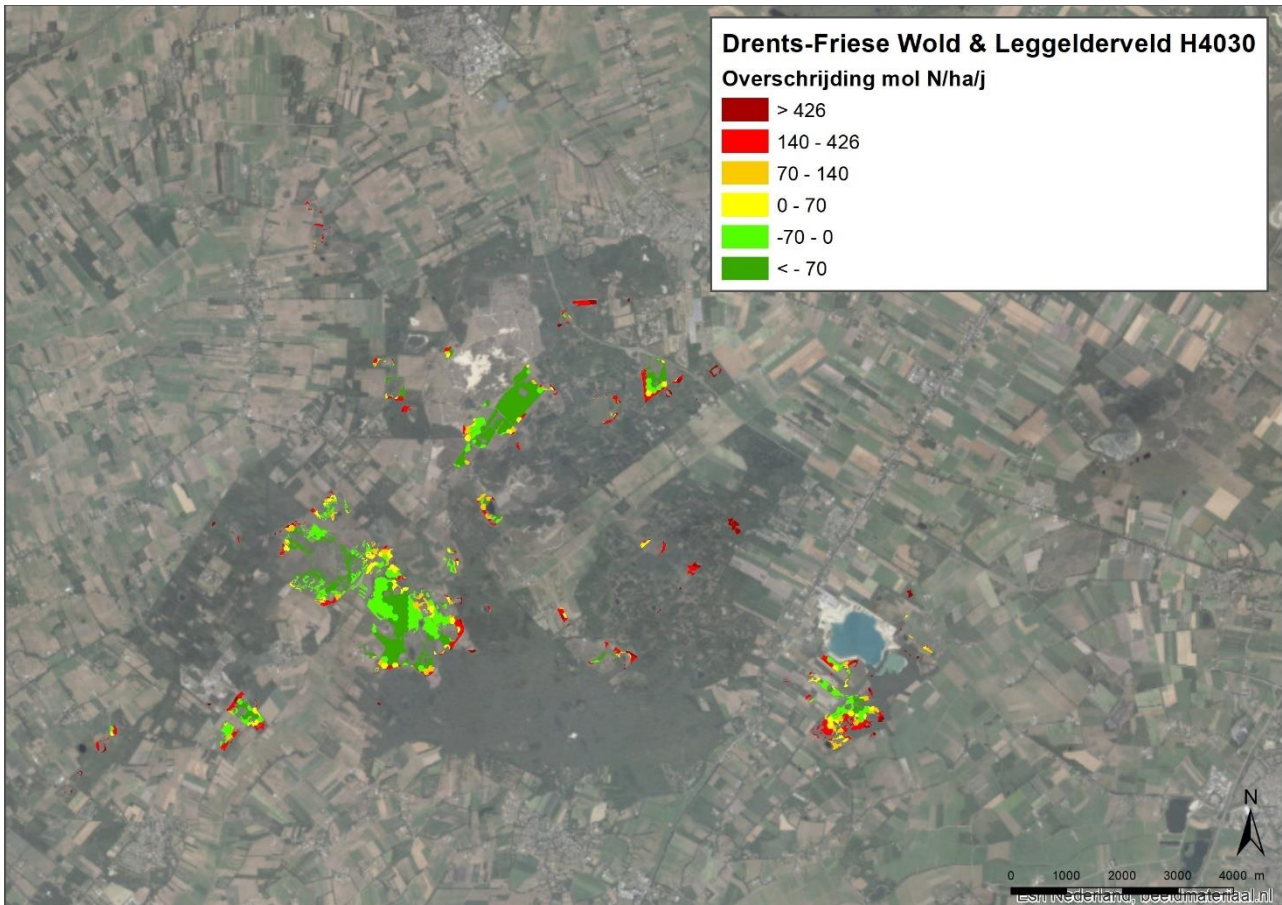 Drents-Friese Wold & Leggelderveld H4030
Overschrijding mol N/ha/j
> 426
140 - 426
70 - 140
0 - 70
-70 - 0
< - 70
N
0 1000 2000 3000 4000 m
Esri Nederland, beeldmateriaal.nl